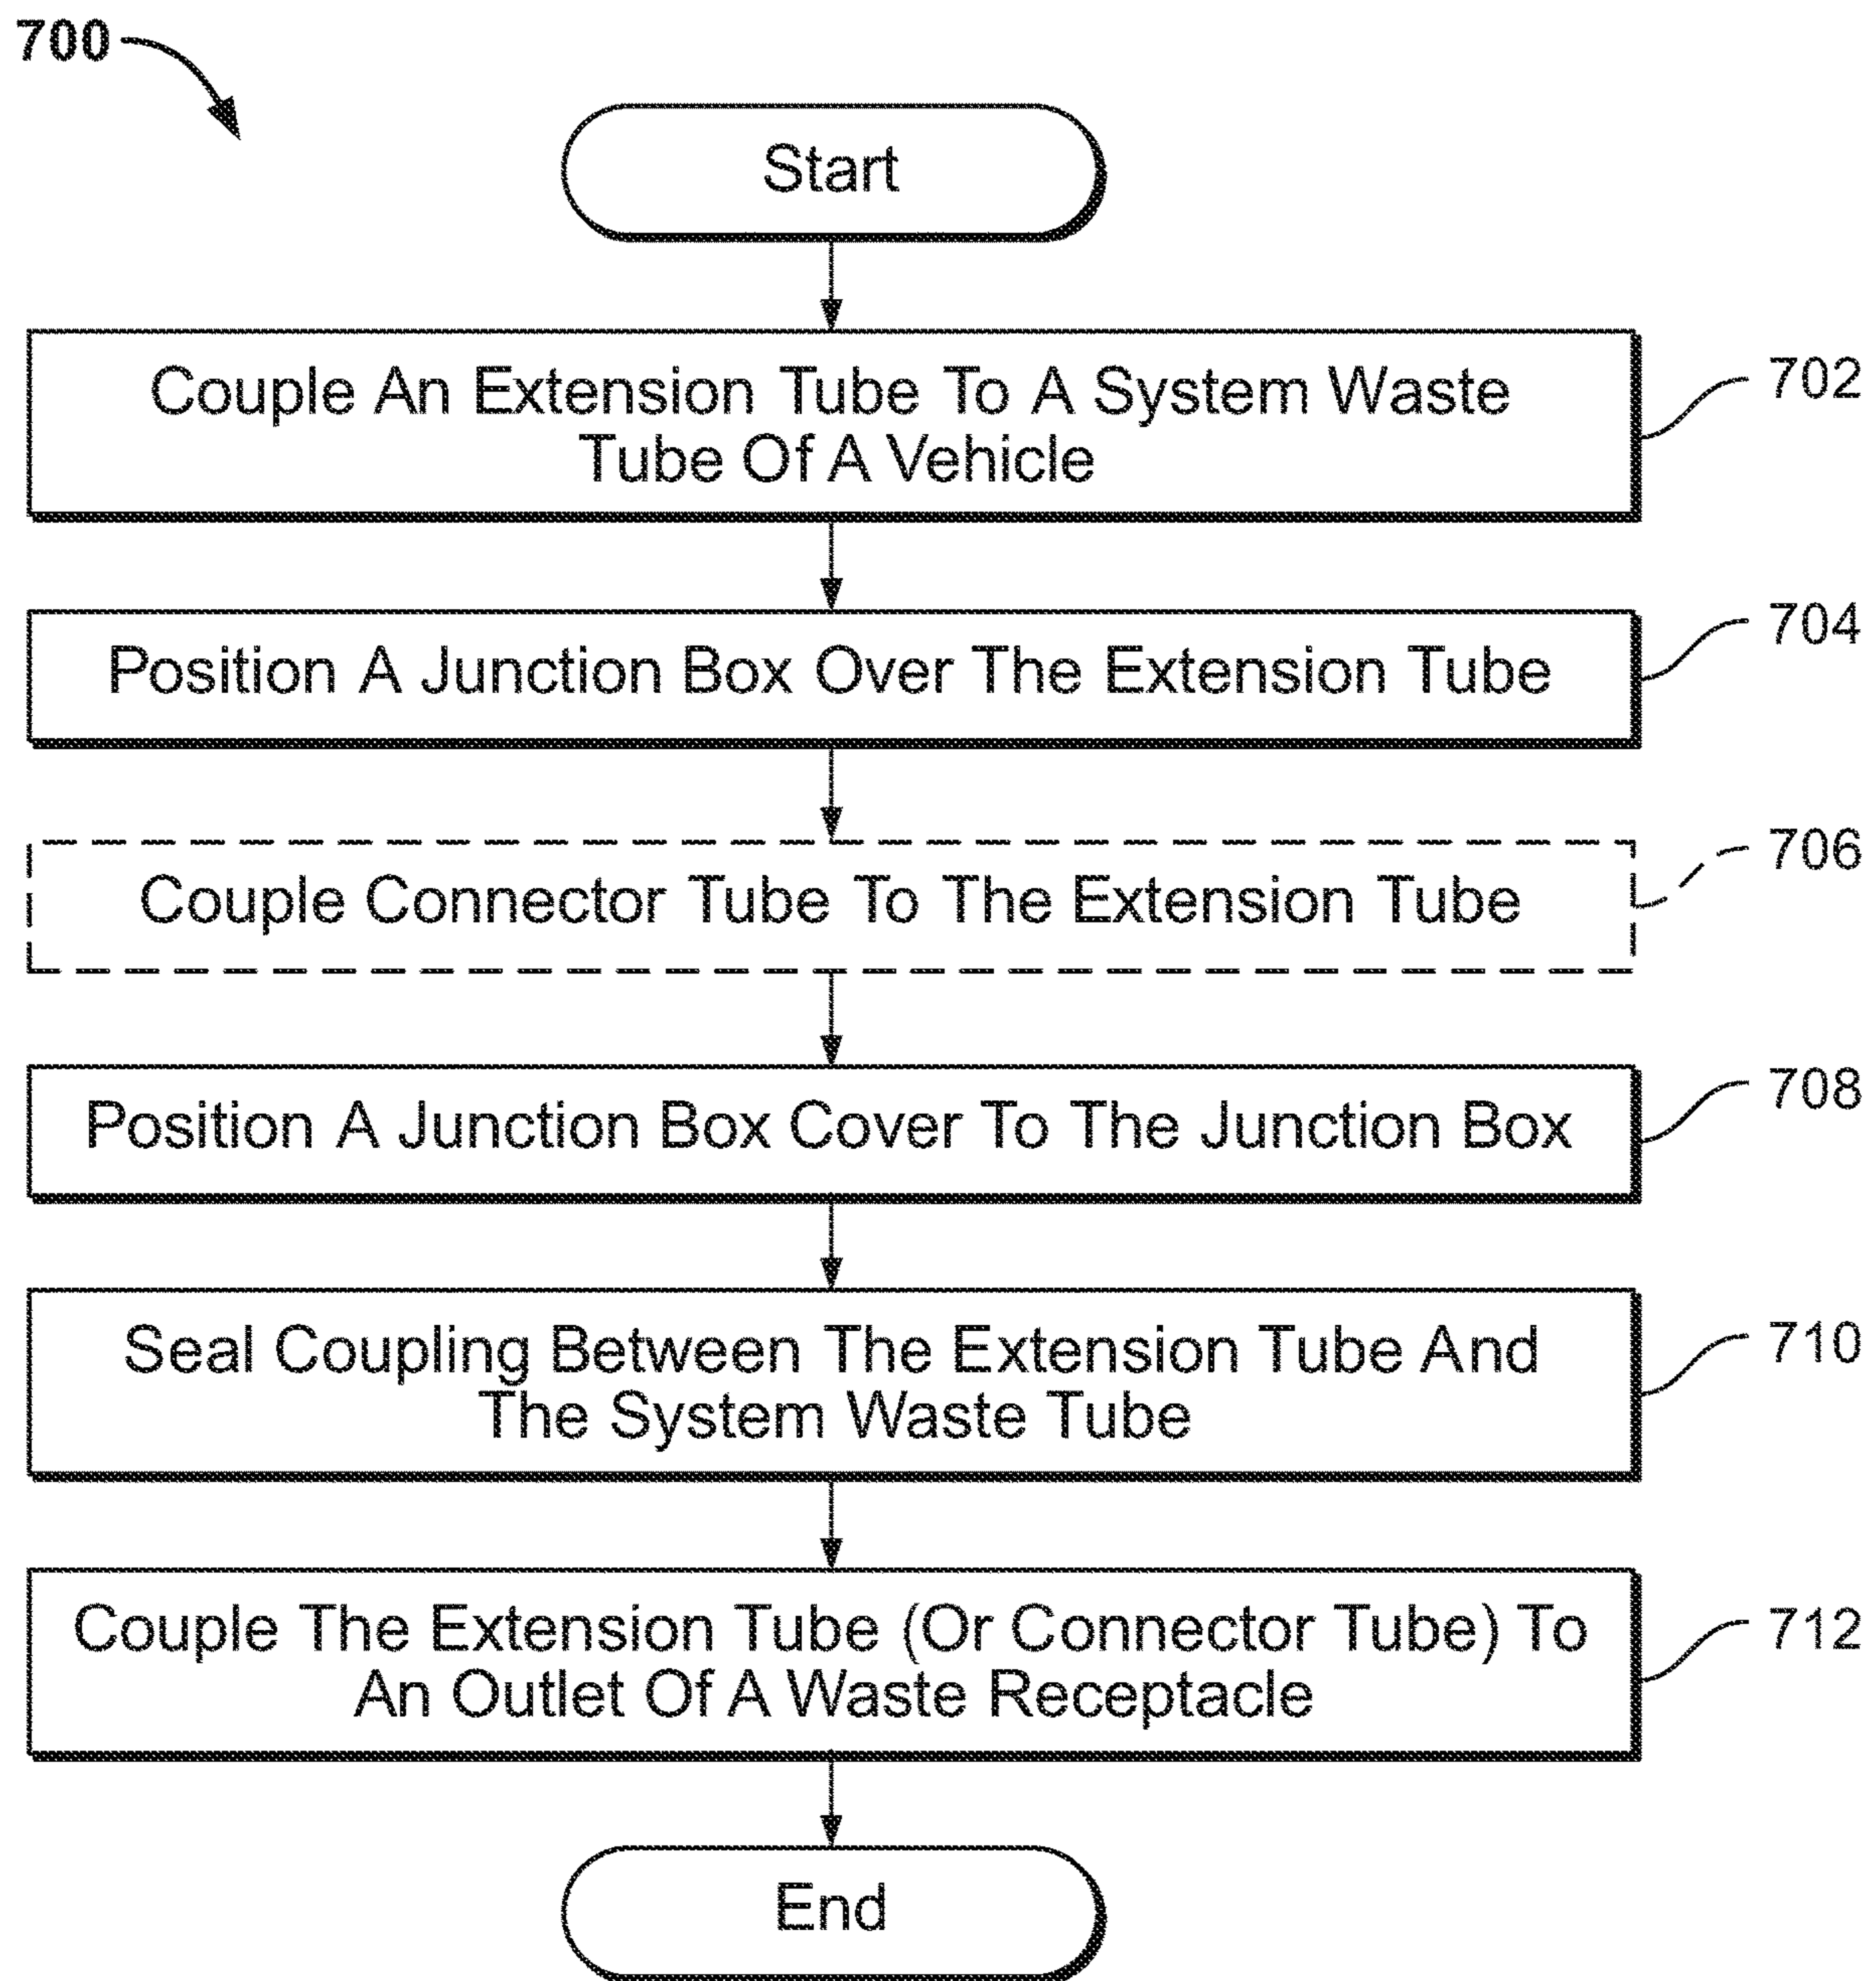 700
Start
Couple An Extension Tube To A System Waste
Tube Of A Vehicle
702
Position A Junction Box Over The Extension Tube
704
Couple Connector Tube To The Extension Tube
706
Position A Junction Box Cover To The Junction Box
708
Seal Coupling Between The Extension Tube And
The System Waste Tube
710
Couple The Extension Tube (Or Connector Tube) To
An Outlet Of A Waste Receptacle
712
End